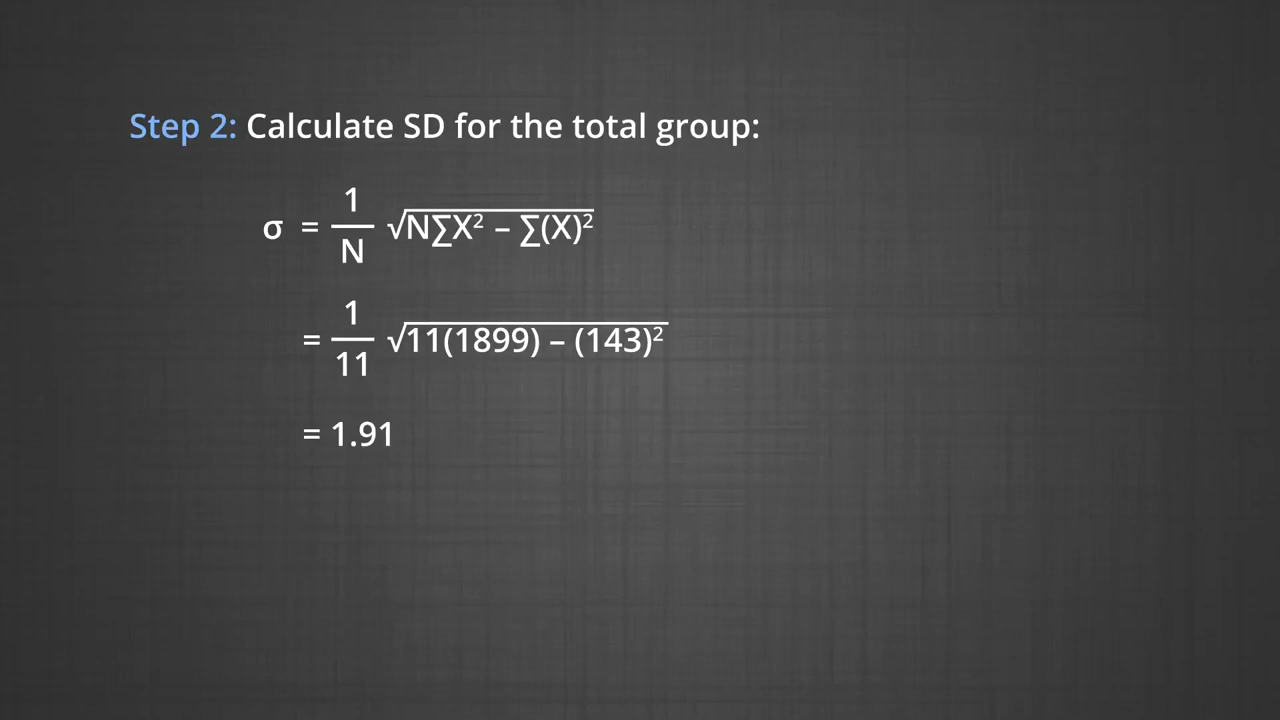 Step 2: Calculate SD for the total group:
σ = 1/N √N∑X² – ∑(X)²
= 1/11 √11(1899) – (143)²
= 1.91